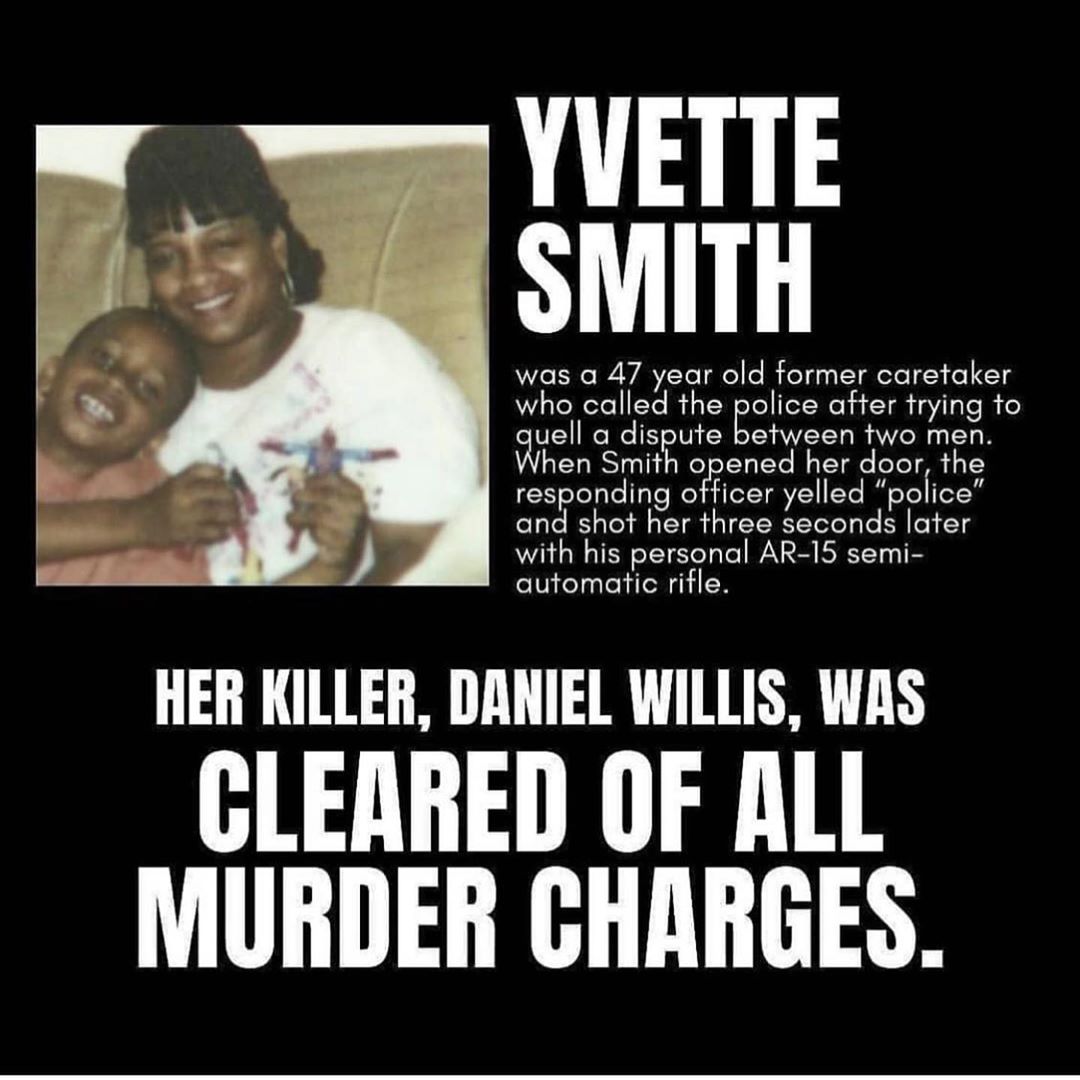 YVETTE
SMITH
was a 47 year old former caretaker
who called the police after trying to
quell a dispute between two men.
When Smith opened her door, the
responding officer yelled “police”
and shot her three seconds later
with his personal AR-15 semi-
automatic rifle.
HER KILLER, DANIEL WILLIS, WAS
CLEARED OF ALL
MURDER CHARGES.